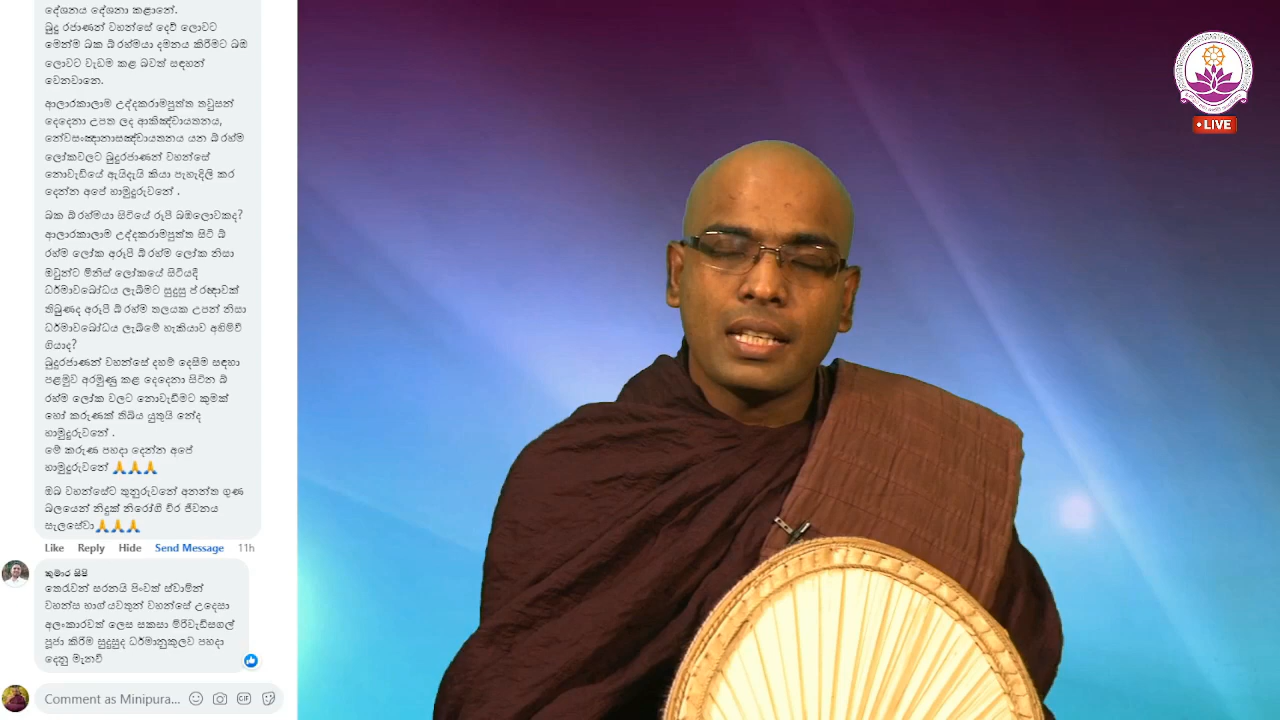 දේශනය දේශනා කළානේ.
බුදු රජාණන් වහන්සේ දෙව් ලොවට
මෙන්ම බක බ්‍රහ්මයා දමනය කිරීමට බඹ
ලොවට වැඩම කළ බවත් සඳහන්
වෙනවානෙ.
ආලාරකාලාම උද්දකරාමපුත්ත තවුසන්
දෙදෙනා උපත ලද ආකිඤ්චායතනය,
නේවසංඤානාසඤ්චායතනය යන බ්‍රහ්ම
ලෝකවලට බුදුරජාණන් වහන්සේ
නොවැඩියේ ඇයිදැයි කියා පැහැදිලි කර
දෙන්න අපේ හාමුදුරුවනේ .
බක බ්‍රහ්මයා සිටියේ රූපී බඹලොවකද?
ආලාරකාලාම උද්දකරාමපුත්ත සිටි බ්‍
රහ්ම ලෝක අරූපී බ්‍රහ්ම ලෝක නිසා
ඔවුන්ට මිනිස් ලෝකයේ සිටියදී
ධර්මාවබෝධය ලැබීමට සුදුසු ප්‍රඥාවක්
තිබුණද අරූපී බ්‍රහ්ම තලයක උපන් නිසා
ධර්මාවබෝධය ලැබීමේ හැකියාව අහිමිවී
ගියාද?
බුදුරජාණන් වහන්සේ දහම් දෙසීම සඳහා
පළමුව අරමුණු කළ දෙදෙනා සිටින බ්‍
රහ්ම ලෝක වලට නොවැඩීමට කුමක්
හෝ කරුණක් තිබිය යුතුයි නේද
හාමුදුරුවනේ .
මේ කරුණ පහදා දෙන්න අපේ
හාමුදුරුවනේ 🙏🙏🙏
ඔබ වහන්සේට තුනුරුවනේ අනන්ත ගුණ
බලයෙන් නිදුක් නිරෝගී චිර ජීවනය
සැලසේවා🙏🙏🙏
Like Reply Hide Send Message 11h
කුමාර සිපි
තෙරුවන් සරනයි පිංවත් ස්වාමින්
වහන්ස භාග්‍යවතුන් වහන්සේ උදෙසා
අලංකාරවත් ලෙස සකසා මිරිවැඩිසගල්
පූජා කිරීම සුදුසුද ධර්මානුකූලව පහදා
දෙනු මැනවි
Comment as Minipura...
GIF
• LIVE